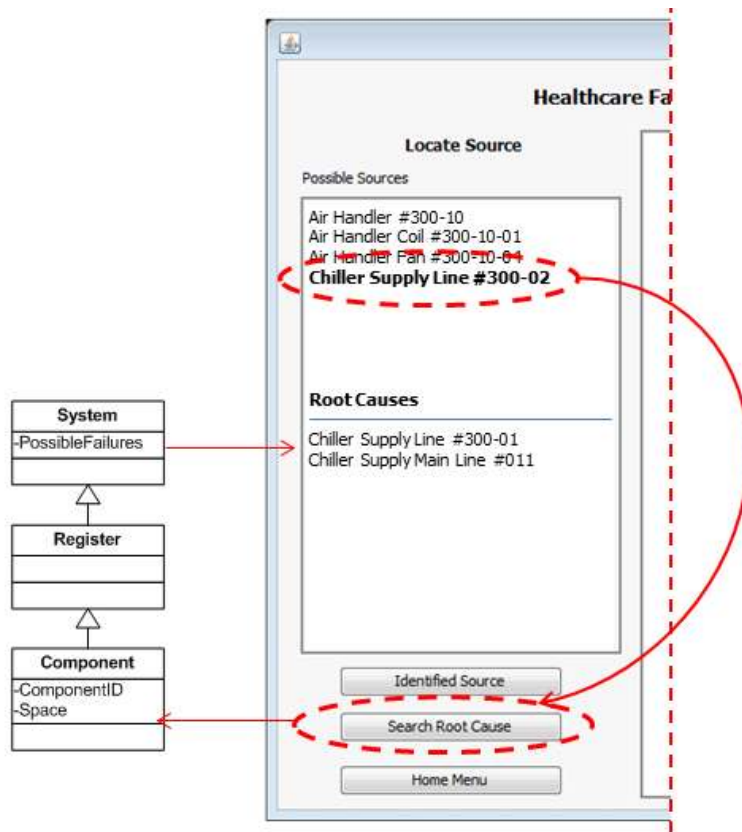 Healthcare Fa
Locate Source
Possible Sources
Air Handler #300-10
Air Handler Coil #300-10-01
Air Handler Fan #300-10-04
Chiller Supply Line #300-02
Root Causes
Chiller Supply Line #300-01
Chiller Supply Main Line #011
Identified Source
Search Root Cause
Home Menu
System
-PossibleFailures
Register
Component
-ComponentID
-Space